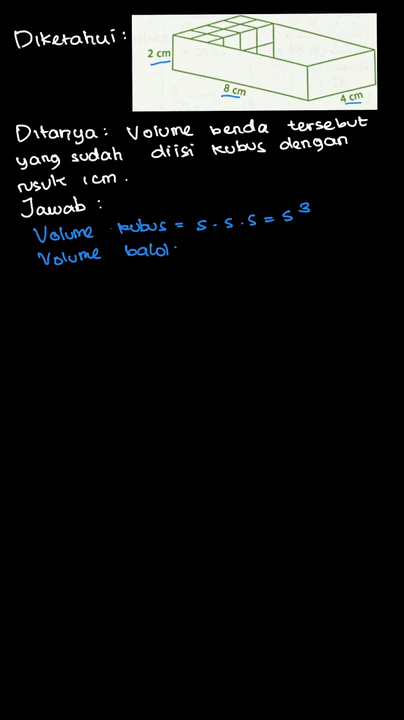 Diketahui:
2 cm
8 cm
4 cm
Ditanya: Volume benda tersebut
yang sudah diisi kubus dengan
rusuk 1cm.
Jawab:
Volume kubus = s . s . s = s³
Volume balol